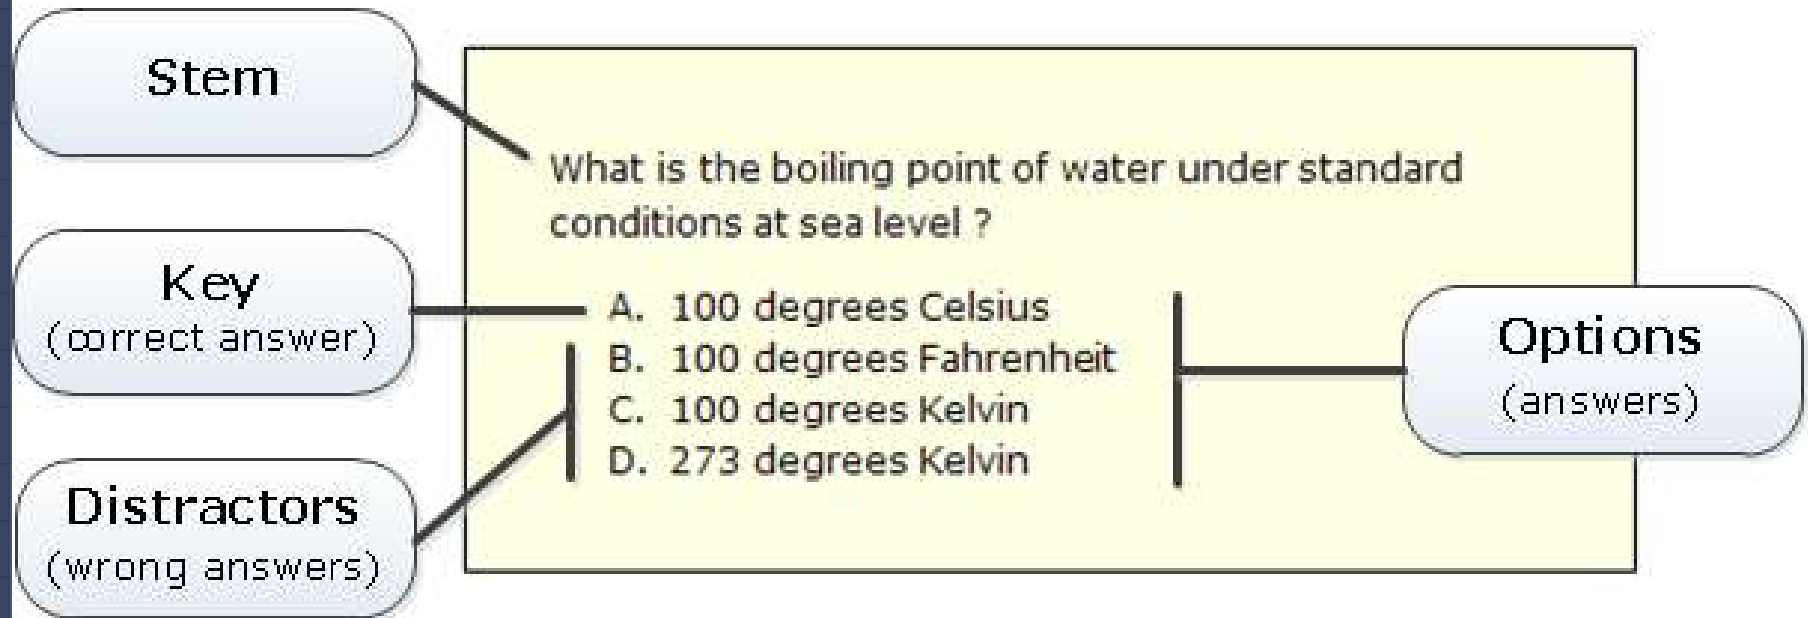 Stem
What is the boiling point of water under standard
conditions at sea level ?
Key
(correct answer)
A. 100 degrees Celsius
B. 100 degrees Fahrenheit
C. 100 degrees Kelvin
D. 273 degrees Kelvin
Options
(answers)
Distractors
(wrong answers)